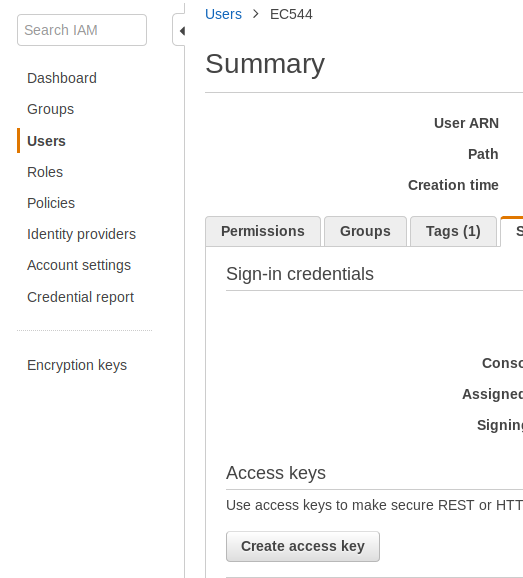 Search IAM
Dashboard
Groups
Users
Roles
Policies
Identity providers
Account settings
Credential report
Encryption keys
Users > EC544
Summary
User ARN
Path
Creation time
Permissions Groups Tags (1) S
Sign-in credentials
Conso
Assigned
Signing
Access keys
Use access keys to make secure REST or HTT
Create access key